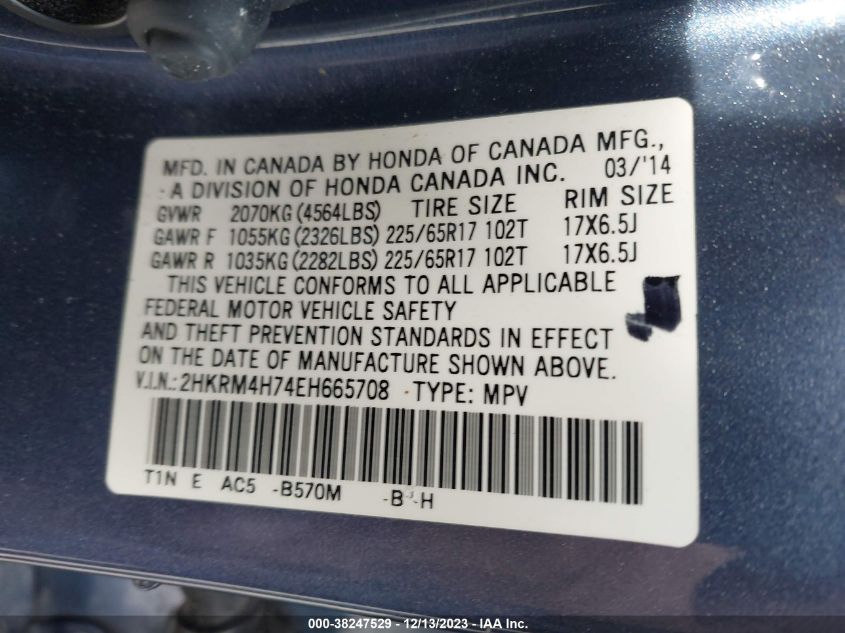 MFD. IN CANADA BY HONDA OF CANADA MFG.,
A DIVISION OF HONDA CANADA INC. 03/'14
GVWR 2070KG (4564LBS) TIRE SIZE RIM SIZE
GAWR F 1055KG (2326LBS) 225/65R17 102T 17X6.5J
GAWR R 1035KG (2282LBS) 225/65R17 102T 17X6.5J
THIS VEHICLE CONFORMS TO ALL APPLICABLE
FEDERAL MOTOR VEHICLE SAFETY
AND THEFT PREVENTION STANDARDS IN EFFECT
ON THE DATE OF MANUFACTURE SHOWN ABOVE.
V.I.N.: 2HKRM4H74EH665708 TYPE: MPV
T1N E AC5 -B570M -B -H
000-38247529 - 12/13/2023 - IAA Inc.